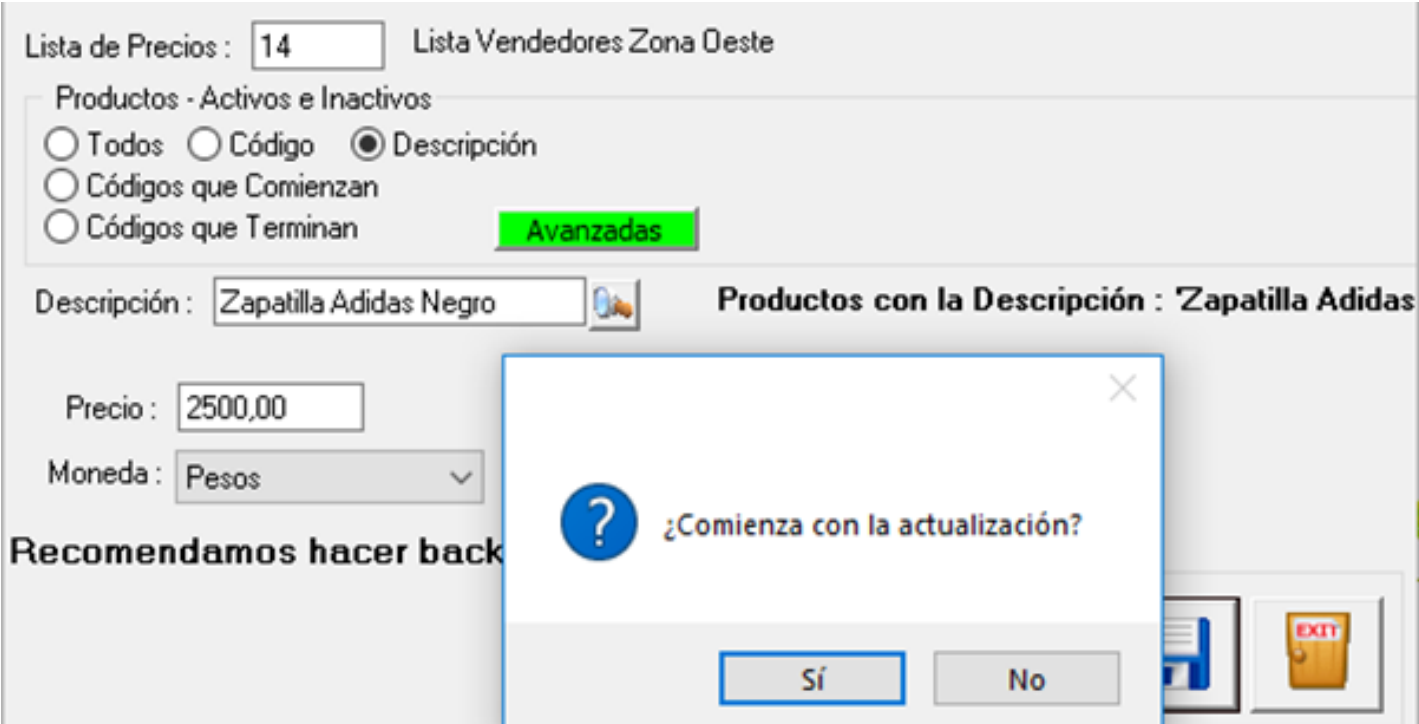 Lista de Precios : 14 Lista Vendedores Zona Oeste
Productos - Activos e Inactivos
Todos Código Descripción
Códigos que Comienzan
Códigos que Terminan Avanzadas
Descripción : Zapatilla Adidas Negro Productos con la Descripción : 'Zapatilla Adidas
Precio : 2500,00
Moneda : Pesos
¿Comienza con la actualización?
Recomendamos hacer back
EXIT
Sí No